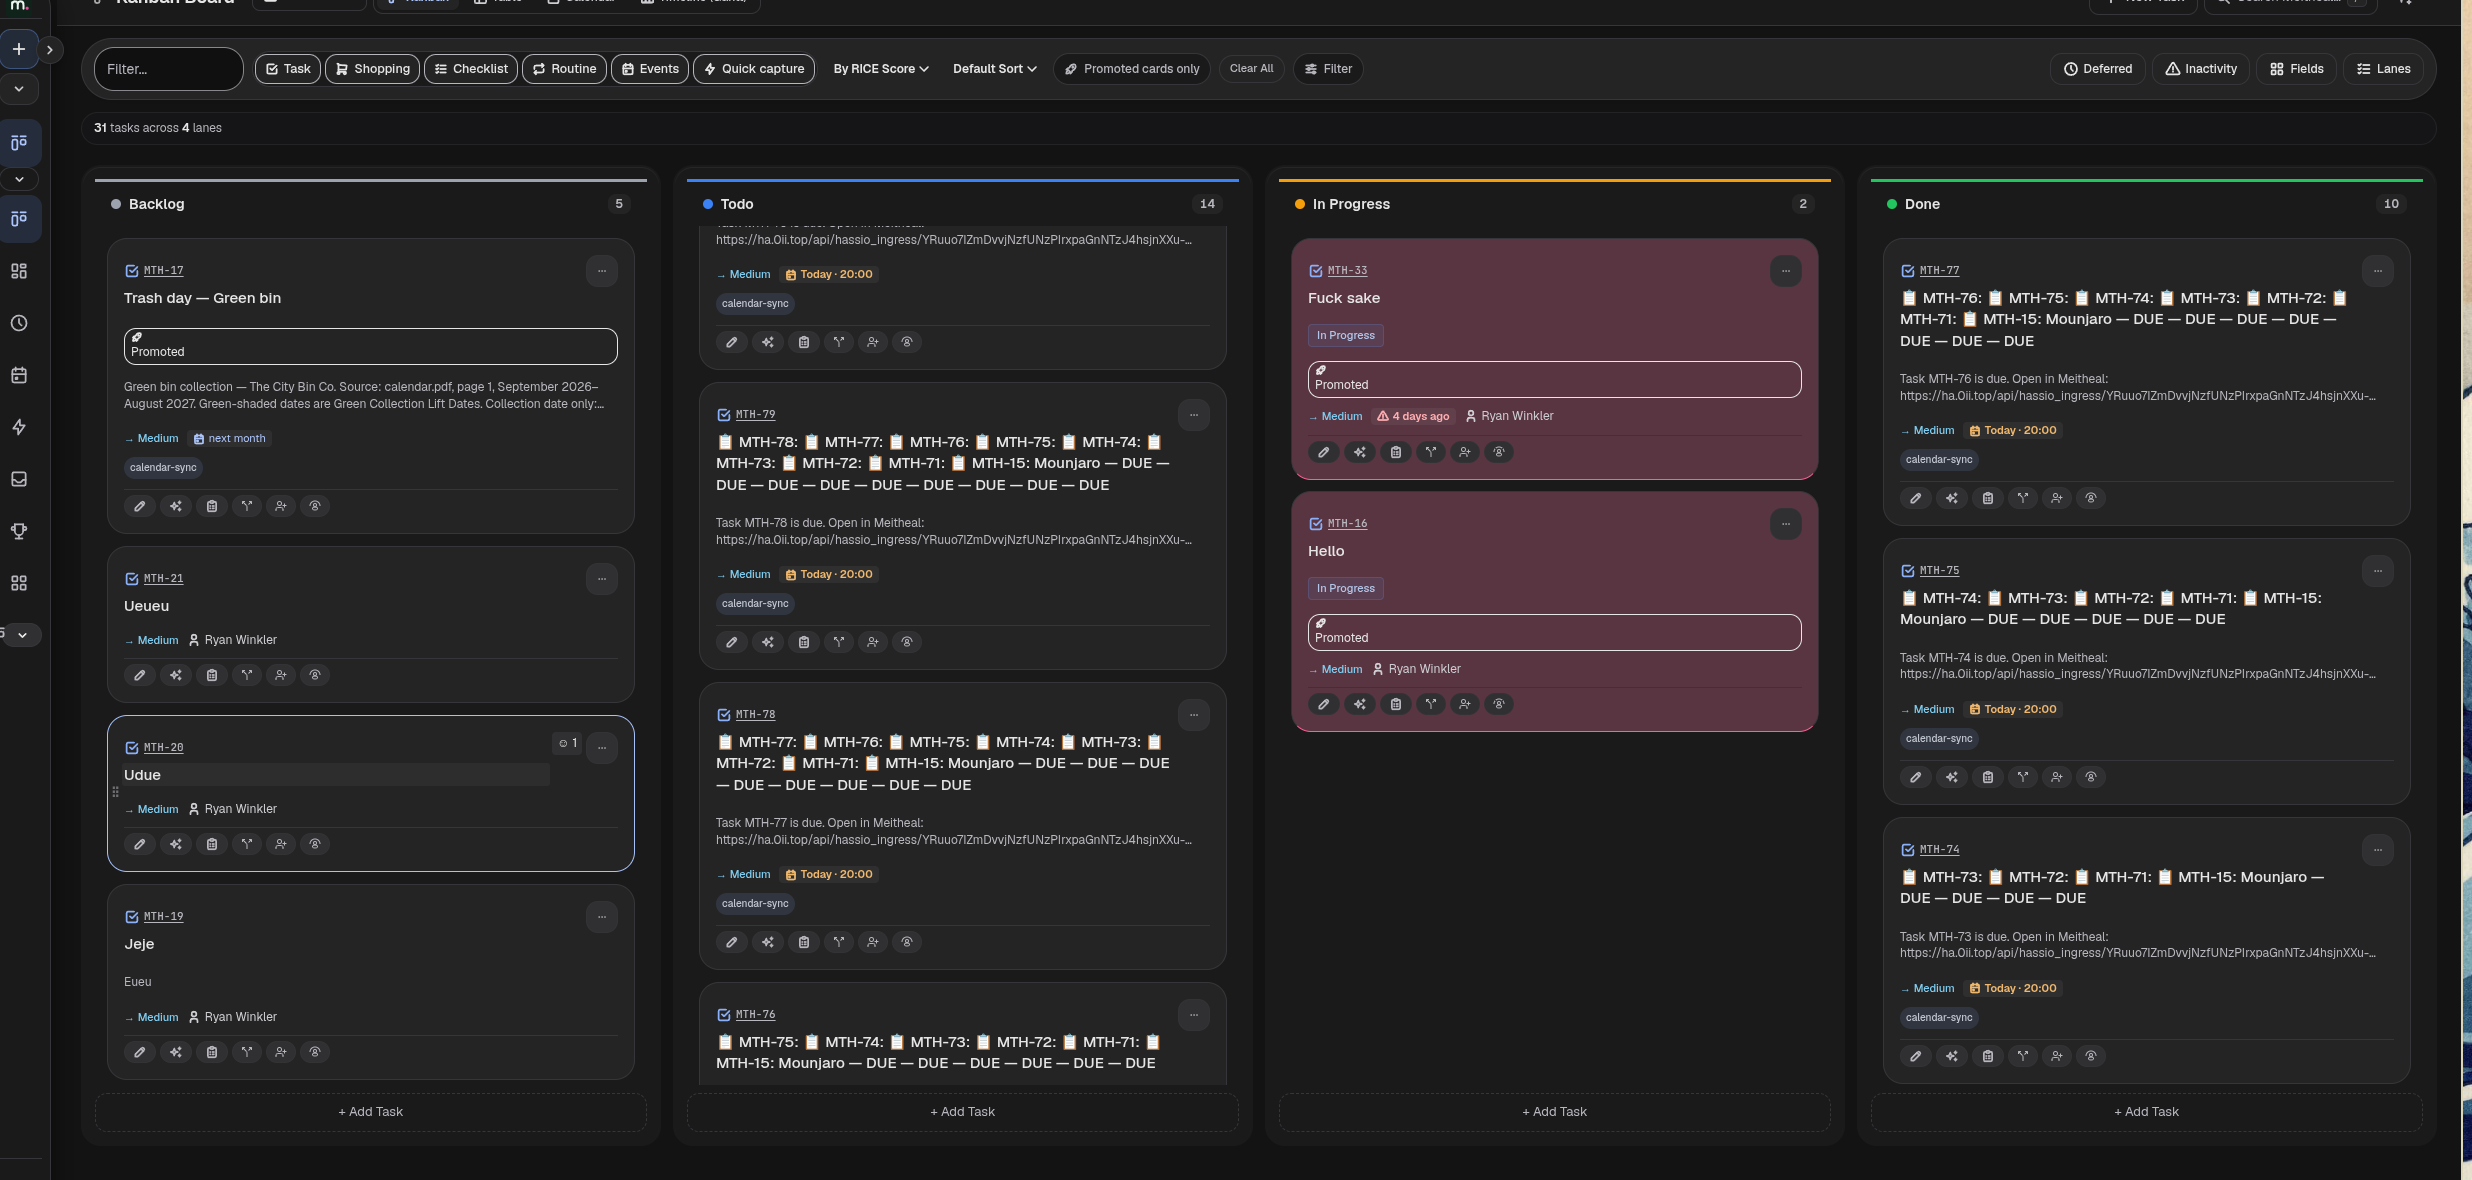 m.
Filter...
Task
Shopping
Checklist
Routine
Events
Quick capture
By RICE Score
Default Sort
Promoted cards only
Clear All
Filter
Deferred
Inactivity
Fields
Lanes
31 tasks across 4 lanes
Backlog
5
MTH-17
Trash day — Green bin
Promoted
Green bin collection — The City Bin Co. Source: calendar.pdf, page 1, September 2026–
August 2027. Green-shaded dates are Green Collection Lift Dates. Collection date only:...
→ Medium
next month
calendar-sync
MTH-21
Ueueu
→ Medium
Ryan Winkler
MTH-20
☺ 1
Udue
→ Medium
Ryan Winkler
MTH-19
Jeje
Eueu
→ Medium
Ryan Winkler
+ Add Task
Todo
14
https://ha.0ii.top/api/hassio_ingress/YRuuo7IZmDvvjNzfUNzPIrxpaGnNTzJ4hsjnXXu-...
→ Medium
Today · 20:00
calendar-sync
MTH-79
📋 MTH-78: 📋 MTH-77: 📋 MTH-76: 📋 MTH-75: 📋 MTH-74: 📋
MTH-73: 📋 MTH-72: 📋 MTH-71: 📋 MTH-15: Mounjaro — DUE —
DUE — DUE — DUE — DUE — DUE — DUE — DUE — DUE
Task MTH-78 is due. Open in Meitheal:
https://ha.0ii.top/api/hassio_ingress/YRuuo7IZmDvvjNzfUNzPIrxpaGnNTzJ4hsjnXXu-...
→ Medium
Today · 20:00
calendar-sync
MTH-78
📋 MTH-77: 📋 MTH-76: 📋 MTH-75: 📋 MTH-74: 📋 MTH-73: 📋
MTH-72: 📋 MTH-71: 📋 MTH-15: Mounjaro — DUE — DUE — DUE
— DUE — DUE — DUE — DUE — DUE
Task MTH-77 is due. Open in Meitheal:
https://ha.0ii.top/api/hassio_ingress/YRuuo7IZmDvvjNzfUNzPIrxpaGnNTzJ4hsjnXXu-...
→ Medium
Today · 20:00
calendar-sync
MTH-76
📋 MTH-75: 📋 MTH-74: 📋 MTH-73: 📋 MTH-72: 📋 MTH-71: 📋
MTH-15: Mounjaro — DUE — DUE — DUE — DUE — DUE — DUE
+ Add Task
In Progress
2
MTH-33
Fuck sake
In Progress
Promoted
→ Medium
4 days ago
Ryan Winkler
MTH-16
Hello
In Progress
Promoted
→ Medium
Ryan Winkler
+ Add Task
Done
10
MTH-77
📋 MTH-76: 📋 MTH-75: 📋 MTH-74: 📋 MTH-73: 📋 MTH-72: 📋
MTH-71: 📋 MTH-15: Mounjaro — DUE — DUE — DUE — DUE —
DUE — DUE — DUE
Task MTH-76 is due. Open in Meitheal:
https://ha.0ii.top/api/hassio_ingress/YRuuo7IZmDvvjNzfUNzPIrxpaGnNTzJ4hsjnXXu-...
→ Medium
Today · 20:00
calendar-sync
MTH-75
📋 MTH-74: 📋 MTH-73: 📋 MTH-72: 📋 MTH-71: 📋 MTH-15:
Mounjaro — DUE — DUE — DUE — DUE — DUE
Task MTH-74 is due. Open in Meitheal:
https://ha.0ii.top/api/hassio_ingress/YRuuo7IZmDvvjNzfUNzPIrxpaGnNTzJ4hsjnXXu-...
→ Medium
Today · 20:00
calendar-sync
MTH-74
📋 MTH-73: 📋 MTH-72: 📋 MTH-71: 📋 MTH-15: Mounjaro —
DUE — DUE — DUE — DUE
Task MTH-73 is due. Open in Meitheal:
https://ha.0ii.top/api/hassio_ingress/YRuuo7IZmDvvjNzfUNzPIrxpaGnNTzJ4hsjnXXu-...
→ Medium
Today · 20:00
calendar-sync
+ Add Task